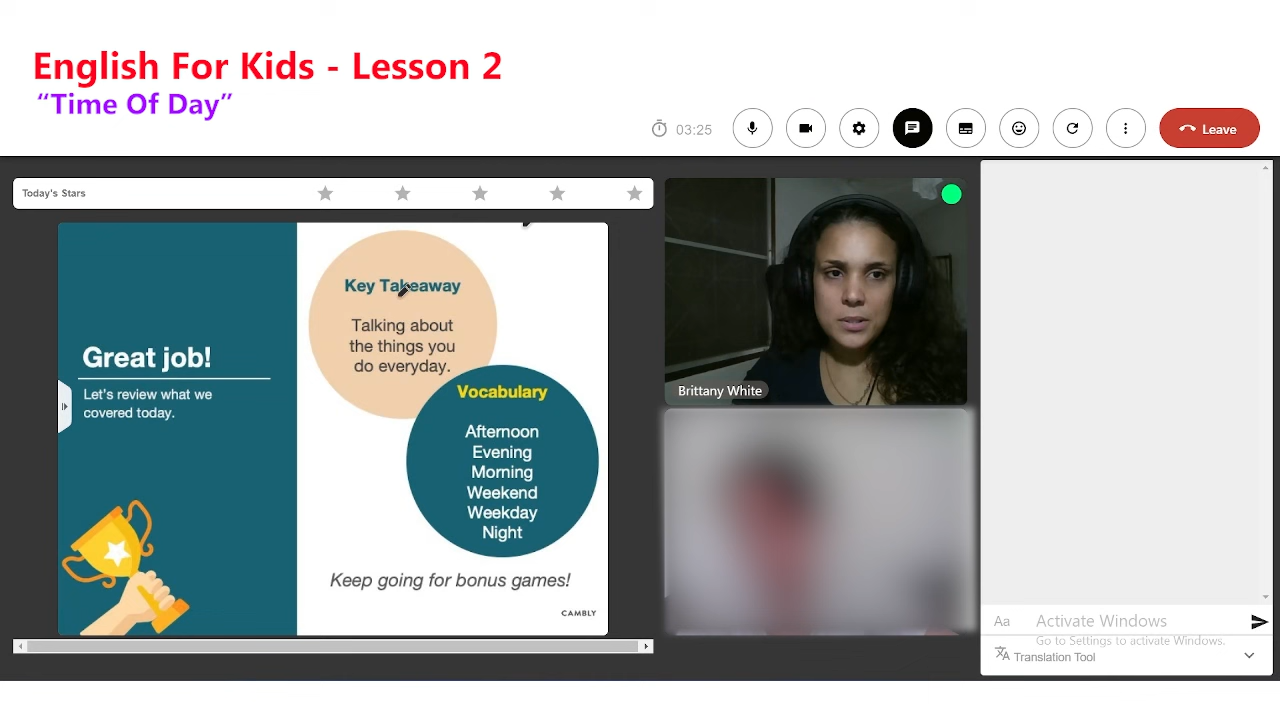 English For Kids - Lesson 2
“Time Of Day”
03:25
Leave
Today's Stars
Great job!
Let's review what we
covered today.
Key Takeaway
Talking about
the things you
do everyday.
Vocabulary
Afternoon
Evening
Morning
Weekend
Weekday
Night
Keep going for bonus games!
CAMBLY
Brittany White
Aa
Activate Windows
Go to Settings to activate Windows.
Translation Tool